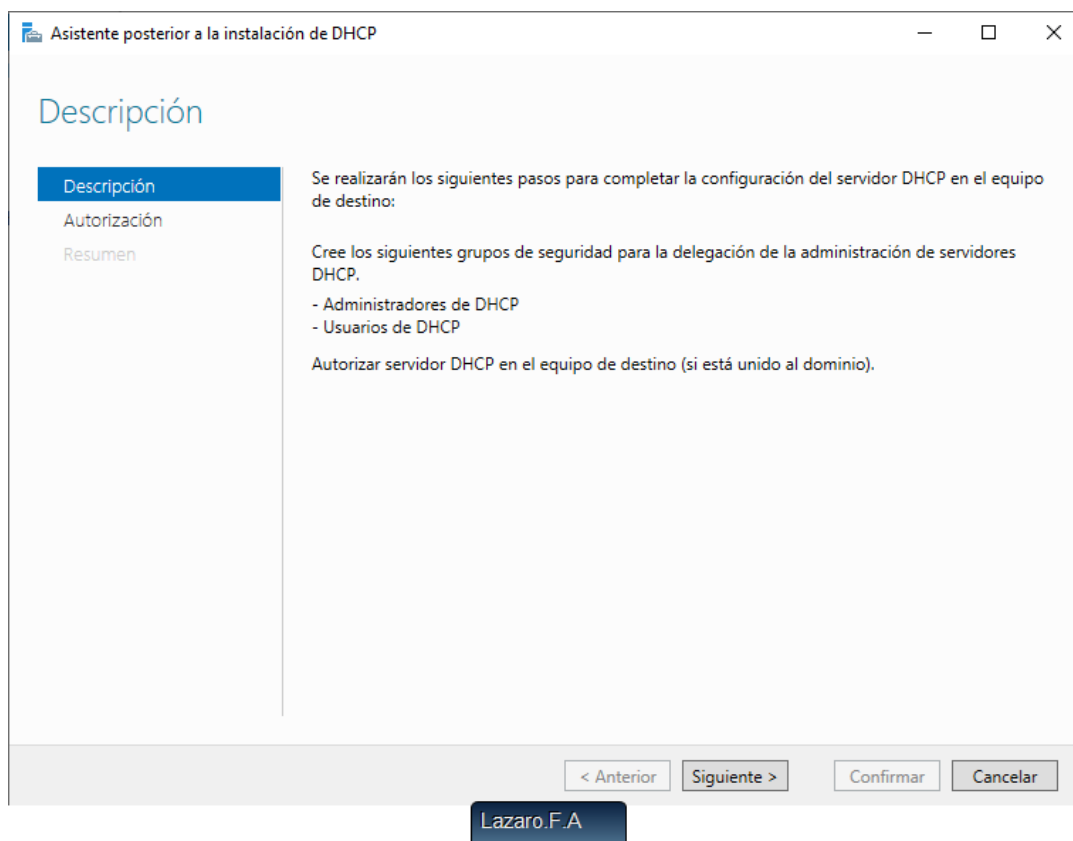 Asistente posterior a la instalación de DHCP
Descripción
Descripción
Autorización
Resumen
Se realizarán los siguientes pasos para completar la configuración del servidor DHCP en el equipo
de destino:
Cree los siguientes grupos de seguridad para la delegación de la administración de servidores
DHCP.
- Administradores de DHCP
- Usuarios de DHCP
Autorizar servidor DHCP en el equipo de destino (si está unido al dominio).
< Anterior
Siguiente >
Confirmar
Cancelar
Lazaro.F.A